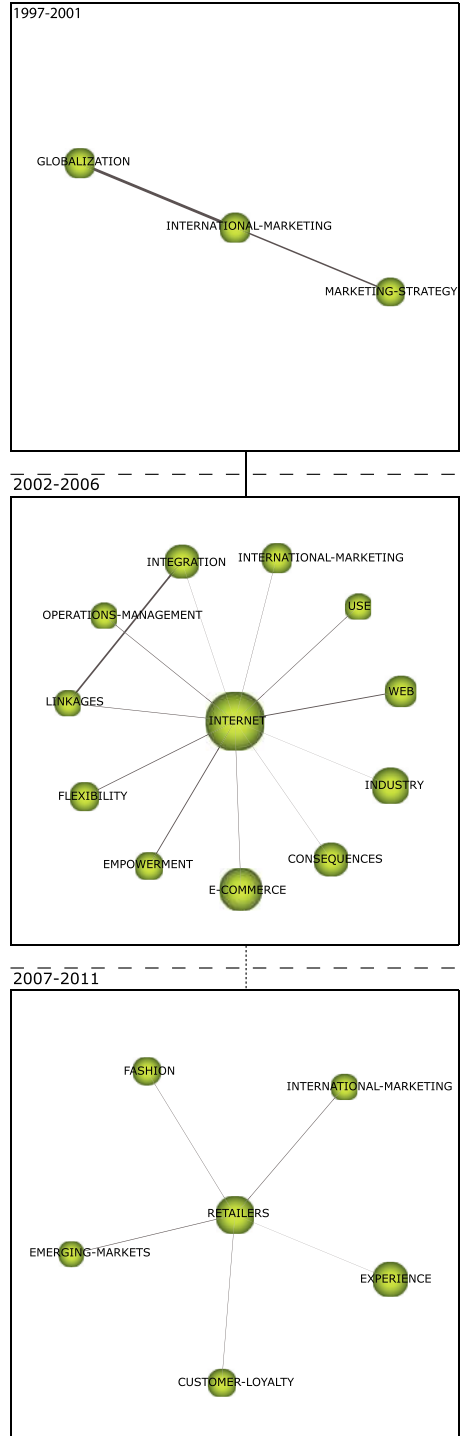 1997-2001
GLOBALIZATION
INTERNATIONAL-MARKETING
MARKETING-STRATEGY
2002-2006
INTEGRATION
INTERNATIONAL-MARKETING
OPERATIONS-MANAGEMENT
USE
LINKAGES
WEB
INTERNET
FLEXIBILITY
INDUSTRY
EMPOWERMENT
CONSEQUENCES
E-COMMERCE
2007-2011
FASHION
INTERNATIONAL-MARKETING
RETAILERS
EMERGING-MARKETS
EXPERIENCE
CUSTOMER-LOYALTY